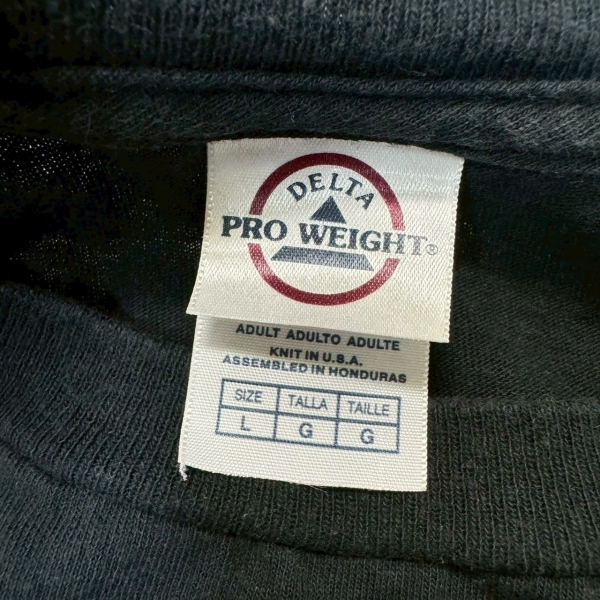 DELTA
PRO WEIGHT®
ADULT ADULTO ADULTE
KNIT IN U.S.A.
ASSEMBLED IN HONDURAS
SIZE TALLA TAILLE
L G G